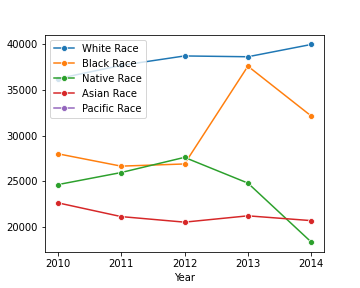 40000
35000
30000
25000
20000
White Race
Black Race
Native Race
Asian Race
Pacific Race
2010 2011 2012 2013 2014
Year